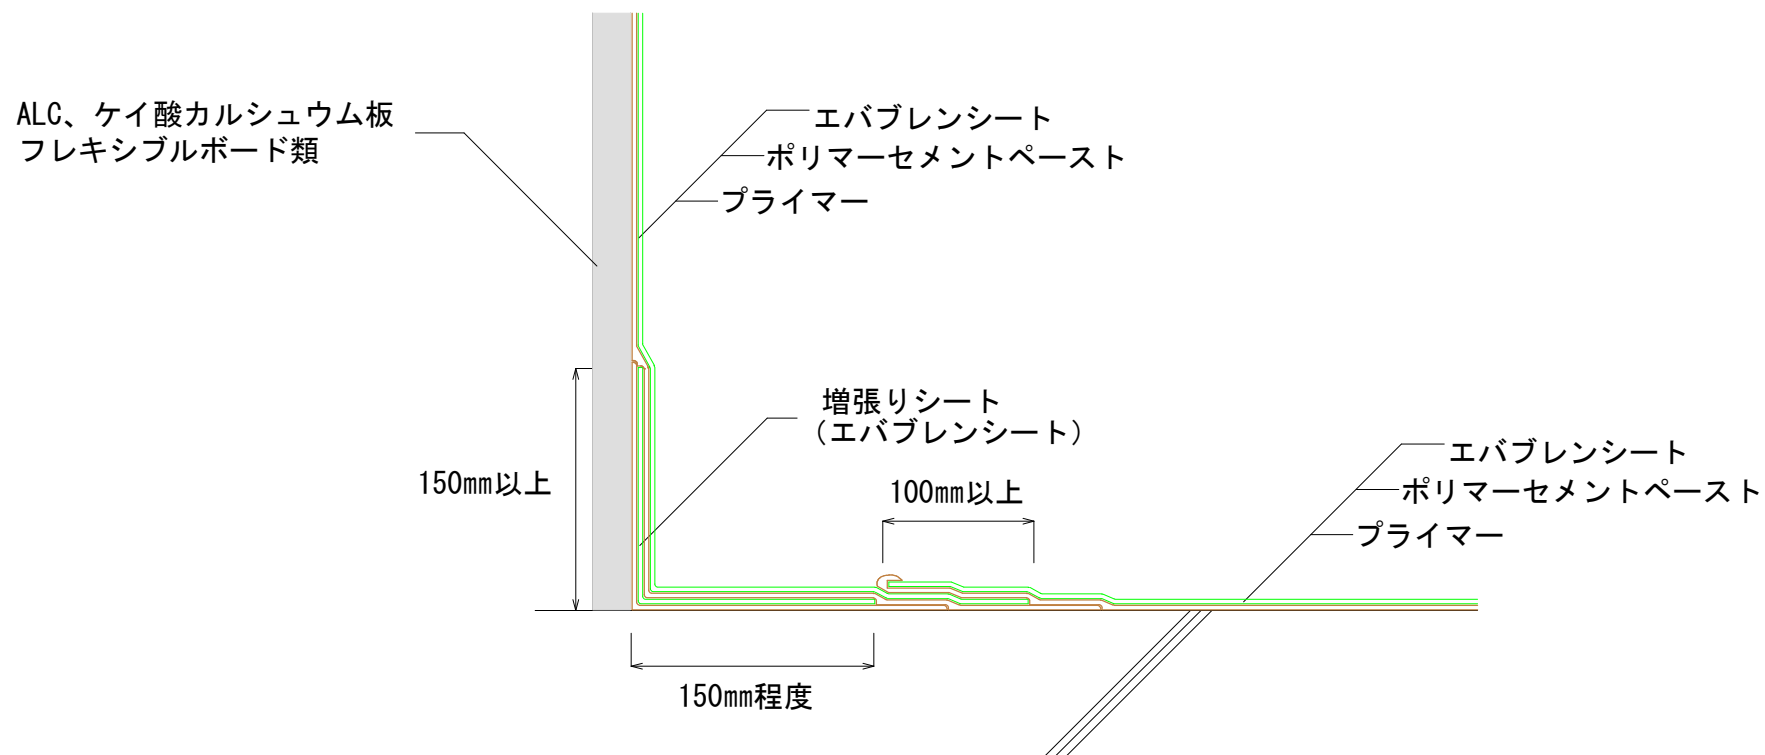 ALC、ケイ酸カルシュウム板
フレキシブルボード類
エバブレンシート
ポリマーセメントペースト
プライマー
増張りシート
（エバブレンシート）
150mm以上
100mm以上
エバブレンシート
ポリマーセメントペースト
プライマー
150mm程度